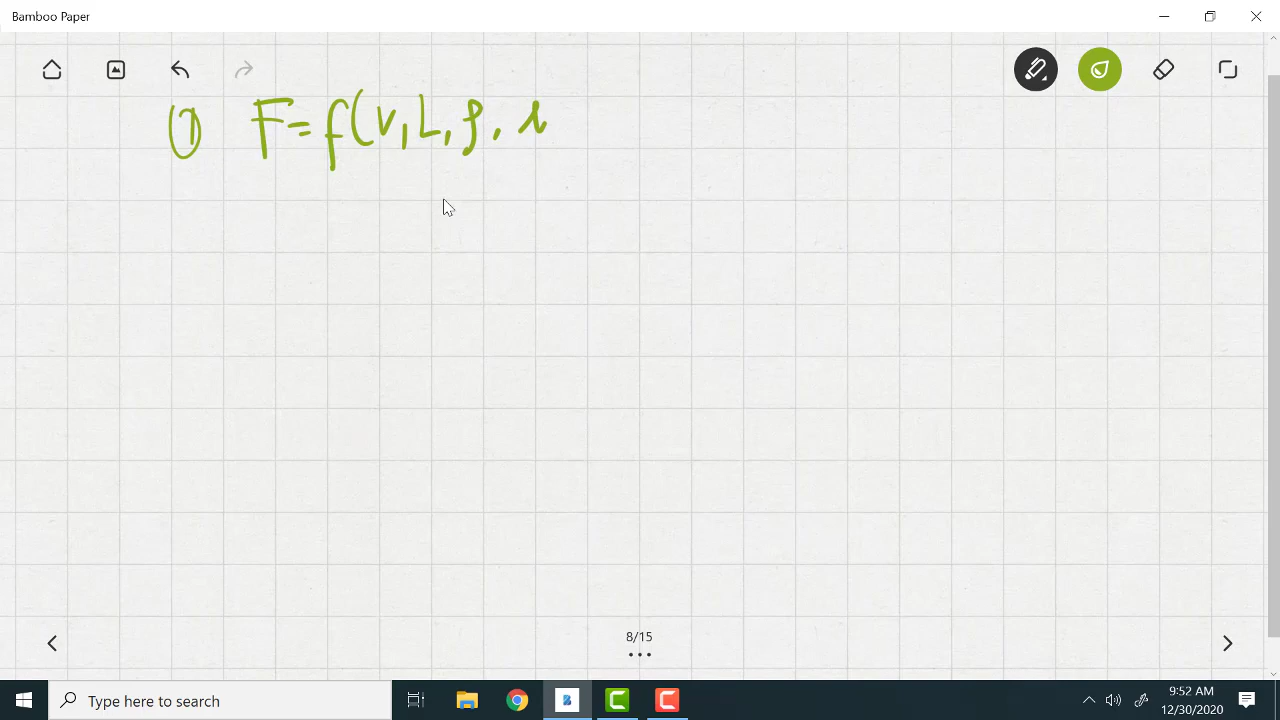 Bamboo Paper
① F=f(V, L, ρ,
8/15
Type here to search
9:52 AM
12/30/2020